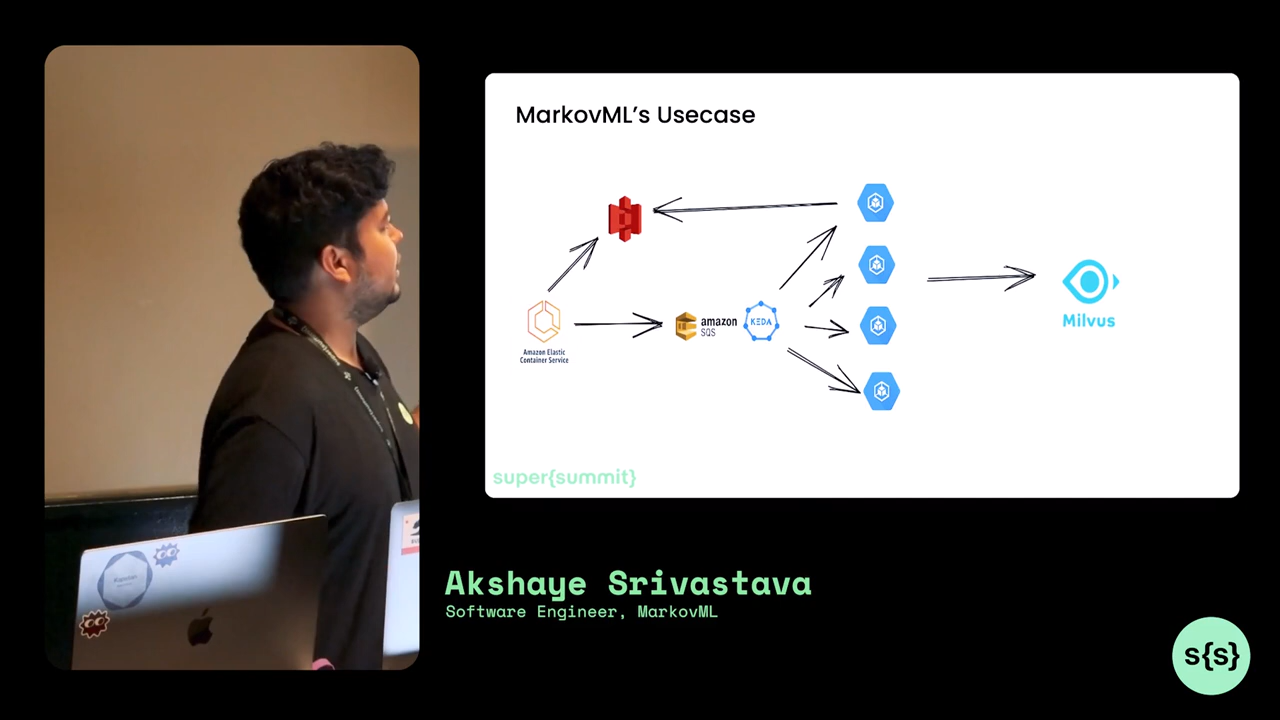 MarkovML's Usecase
amazon
SQS
KEDA
Amazon Elastic
Container Service
Milvus
super{summit}
Akshaye Srivastava
Software Engineer, MarkovML
s{s}